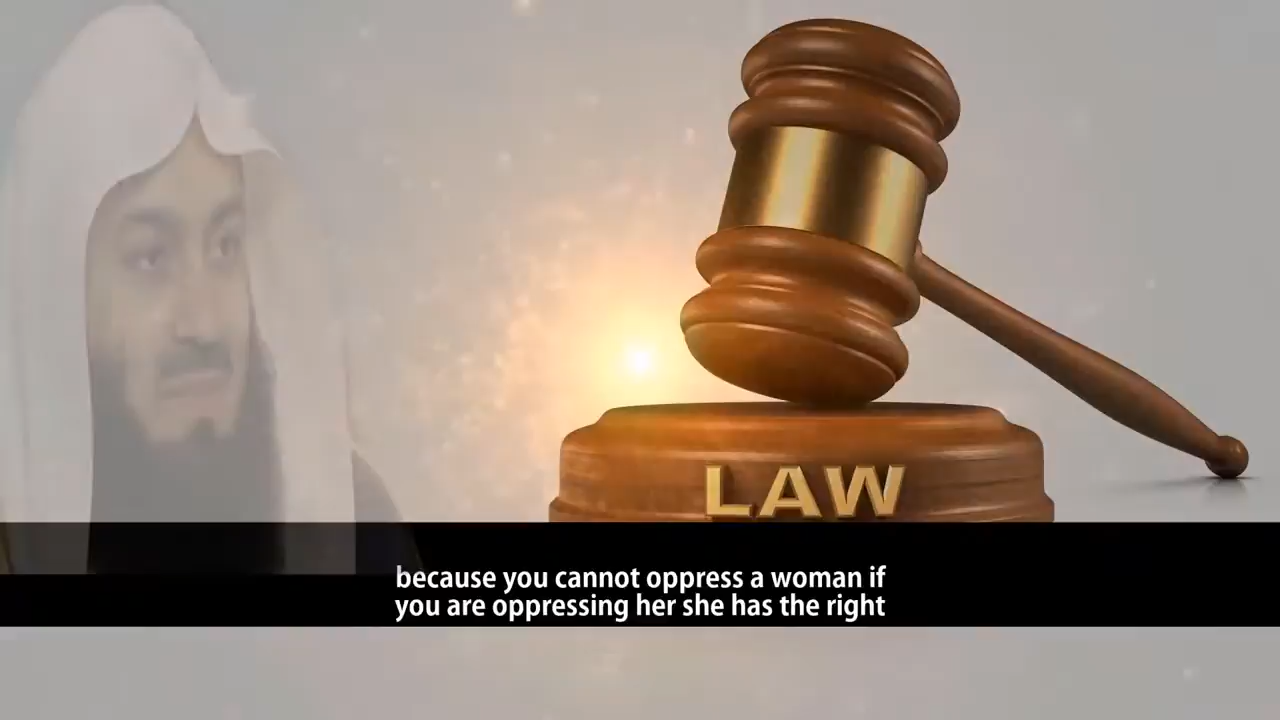 LAW
because you cannot oppress a woman if
you are oppressing her she has the right